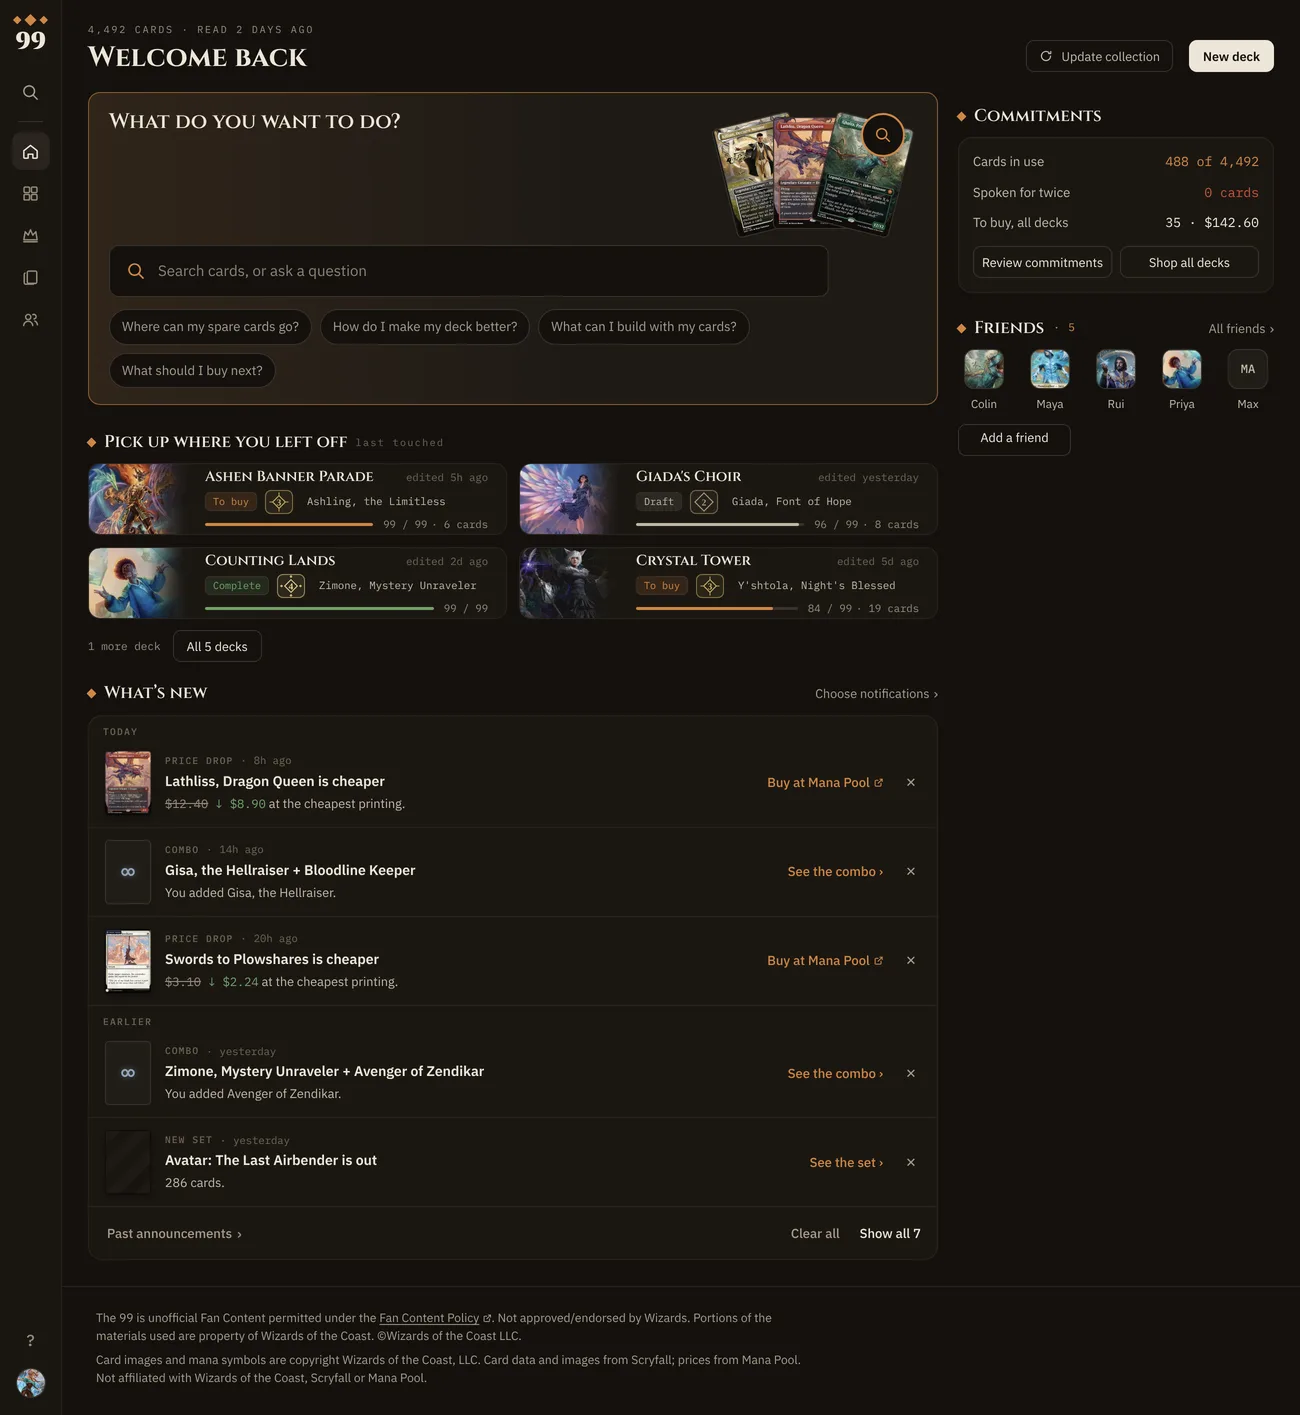 99
4,492 CARDS · READ 2 DAYS AGO
Welcome back
Update collection
New deck
What do you want to do?
Search cards, or ask a question
Where can my spare cards go?
How do I make my deck better?
What can I build with my cards?
What should I buy next?
Commitments
Cards in use
488 of 4,492
Spoken for twice
0 cards
To buy, all decks
35 · $142.60
Review commitments
Shop all decks
Friends · 5
All friends ›
MA
Colin
Maya
Rui
Priya
Max
Add a friend
Pick up where you left off last touched
Ashen Banner Parade
edited 5h ago
To buy
3
Ashling, the Limitless
99 / 99 · 6 cards
Giada's Choir
edited yesterday
Draft
2
Giada, Font of Hope
96 / 99 · 8 cards
Counting Lands
edited 2d ago
Complete
4
Zimone, Mystery Unraveler
99 / 99
Crystal Tower
edited 5d ago
To buy
3
Y'shtola, Night's Blessed
84 / 99 · 19 cards
1 more deck
All 5 decks
What's new
Choose notifications ›
TODAY
PRICE DROP · 8h ago
Lathliss, Dragon Queen is cheaper
$12.40 ↓ $8.90 at the cheapest printing.
Buy at Mana Pool
×
COMBO · 14h ago
∞
Gisa, the Hellraiser + Bloodline Keeper
You added Gisa, the Hellraiser.
See the combo ›
×
PRICE DROP · 20h ago
Swords to Plowshares is cheaper
$3.10 ↓ $2.24 at the cheapest printing.
Buy at Mana Pool
×
EARLIER
COMBO · yesterday
∞
Zimone, Mystery Unraveler + Avenger of Zendikar
You added Avenger of Zendikar.
See the combo ›
×
NEW SET · yesterday
Avatar: The Last Airbender is out
286 cards.
See the set ›
×
Past announcements ›
Clear all
Show all 7
?
The 99 is unofficial Fan Content permitted under the Fan Content Policy. Not approved/endorsed by Wizards. Portions of the
materials used are property of Wizards of the Coast. ©Wizards of the Coast LLC.
Card images and mana symbols are copyright Wizards of the Coast, LLC. Card data and images from Scryfall; prices from Mana Pool.
Not affiliated with Wizards of the Coast, Scryfall or Mana Pool.